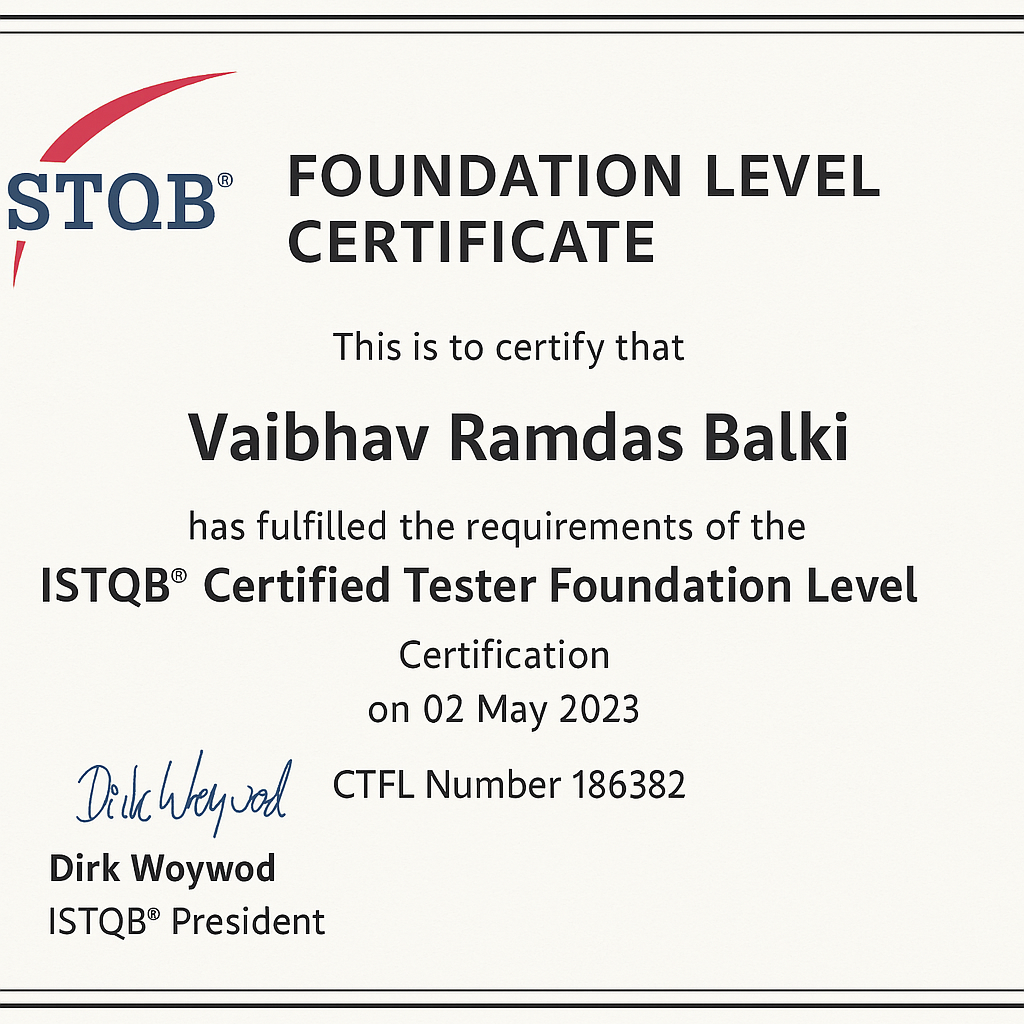 STQB®
FOUNDATION LEVEL
CERTIFICATE
This is to certify that
Vaibhav Ramdas Balki
has fulfilled the requirements of the
ISTQB® Certified Tester Foundation Level
Certification
on 02 May 2023
Dirk Woywod
CTFL Number 186382
Dirk Woywod
ISTQB® President